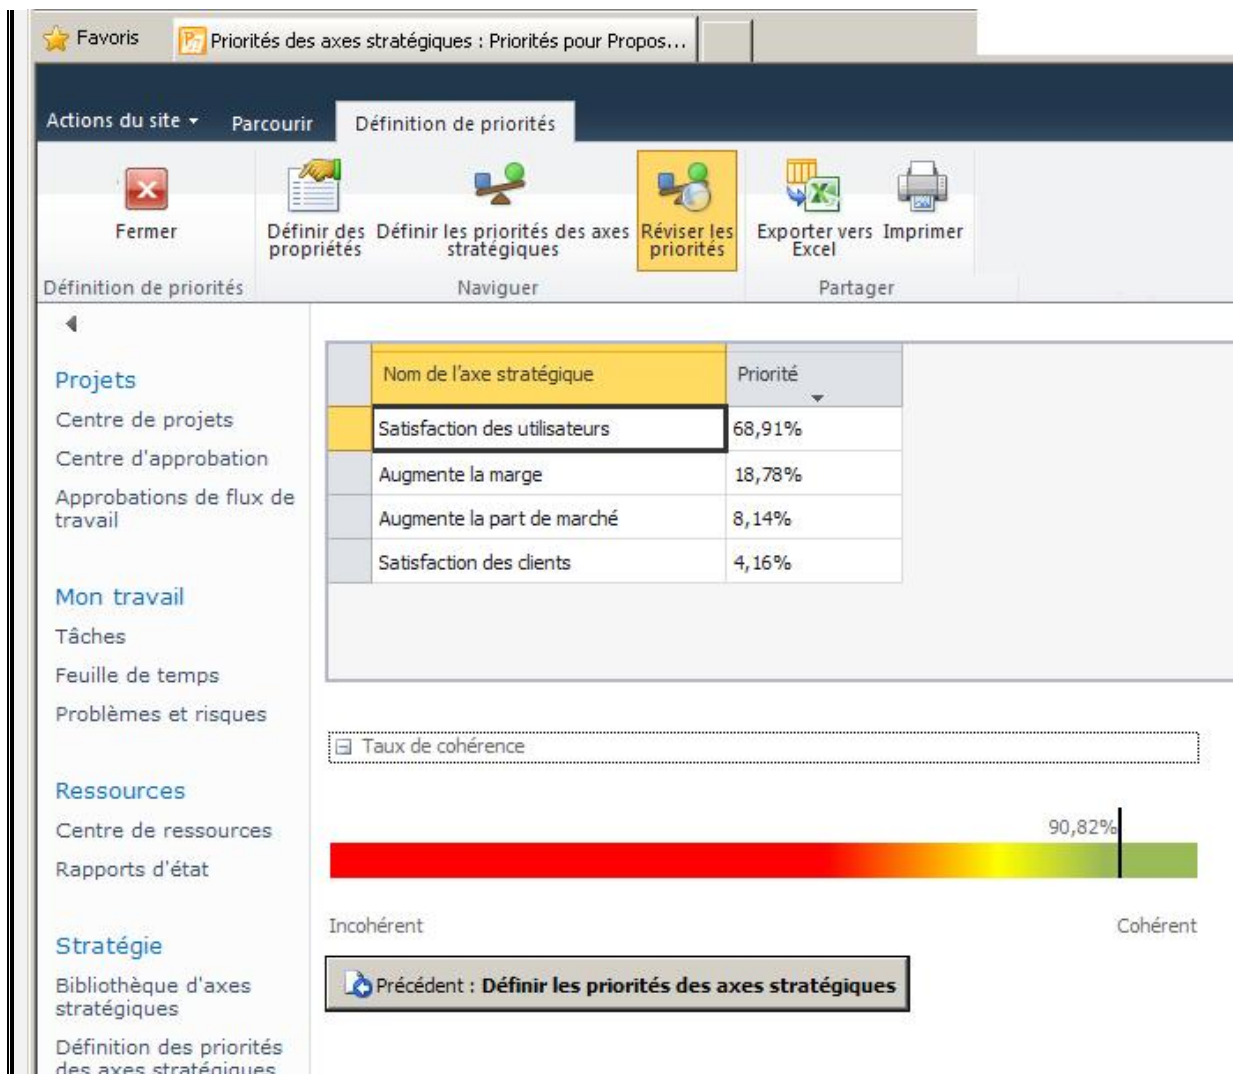 Favoris
Priorités des axes stratégiques : Priorités pour Propos...
Actions du site
Parcourir
Définition de priorités
Fermer
Définir des
propriétés
Définir les priorités des axes
stratégiques
Réviser les
priorités
Exporter vers
Excel
Imprimer
Définition de priorités
Naviguer
Partager
Projets
Centre de projets
Centre d'approbation
Approbations de flux de
travail
Mon travail
Tâches
Feuille de temps
Problèmes et risques
Ressources
Centre de ressources
Rapports d'état
Stratégie
Bibliothèque d'axes
stratégiques
Définition des priorités
des axes stratégiques
Nom de l'axe stratégique Priorité
Satisfaction des utilisateurs 68,91%
Augmente la marge 18,78%
Augmente la part de marché 8,14%
Satisfaction des clients 4,16%
Taux de cohérence
90,82%
Incohérent Cohérent
Précédent : Définir les priorités des axes stratégiques